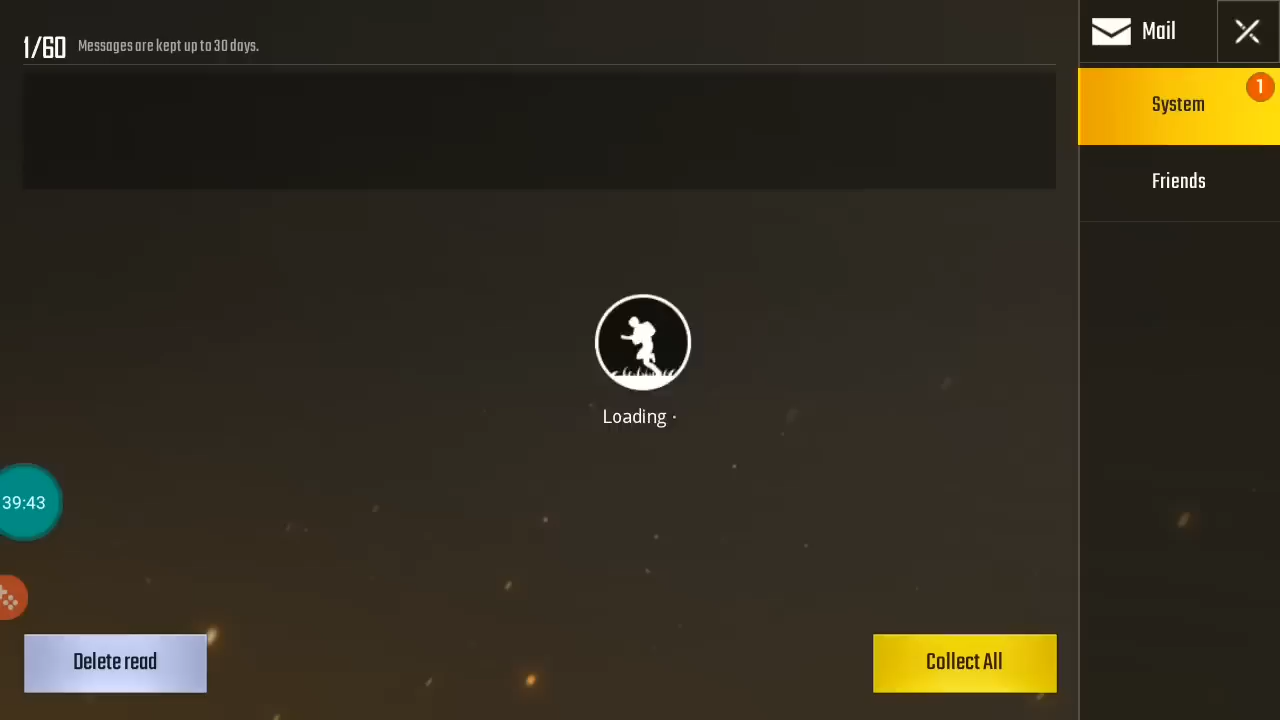 1/60 Messages are kept up to 30 days.
Mail
System
1
Friends
Loading ·
39:43
Delete read
Collect All